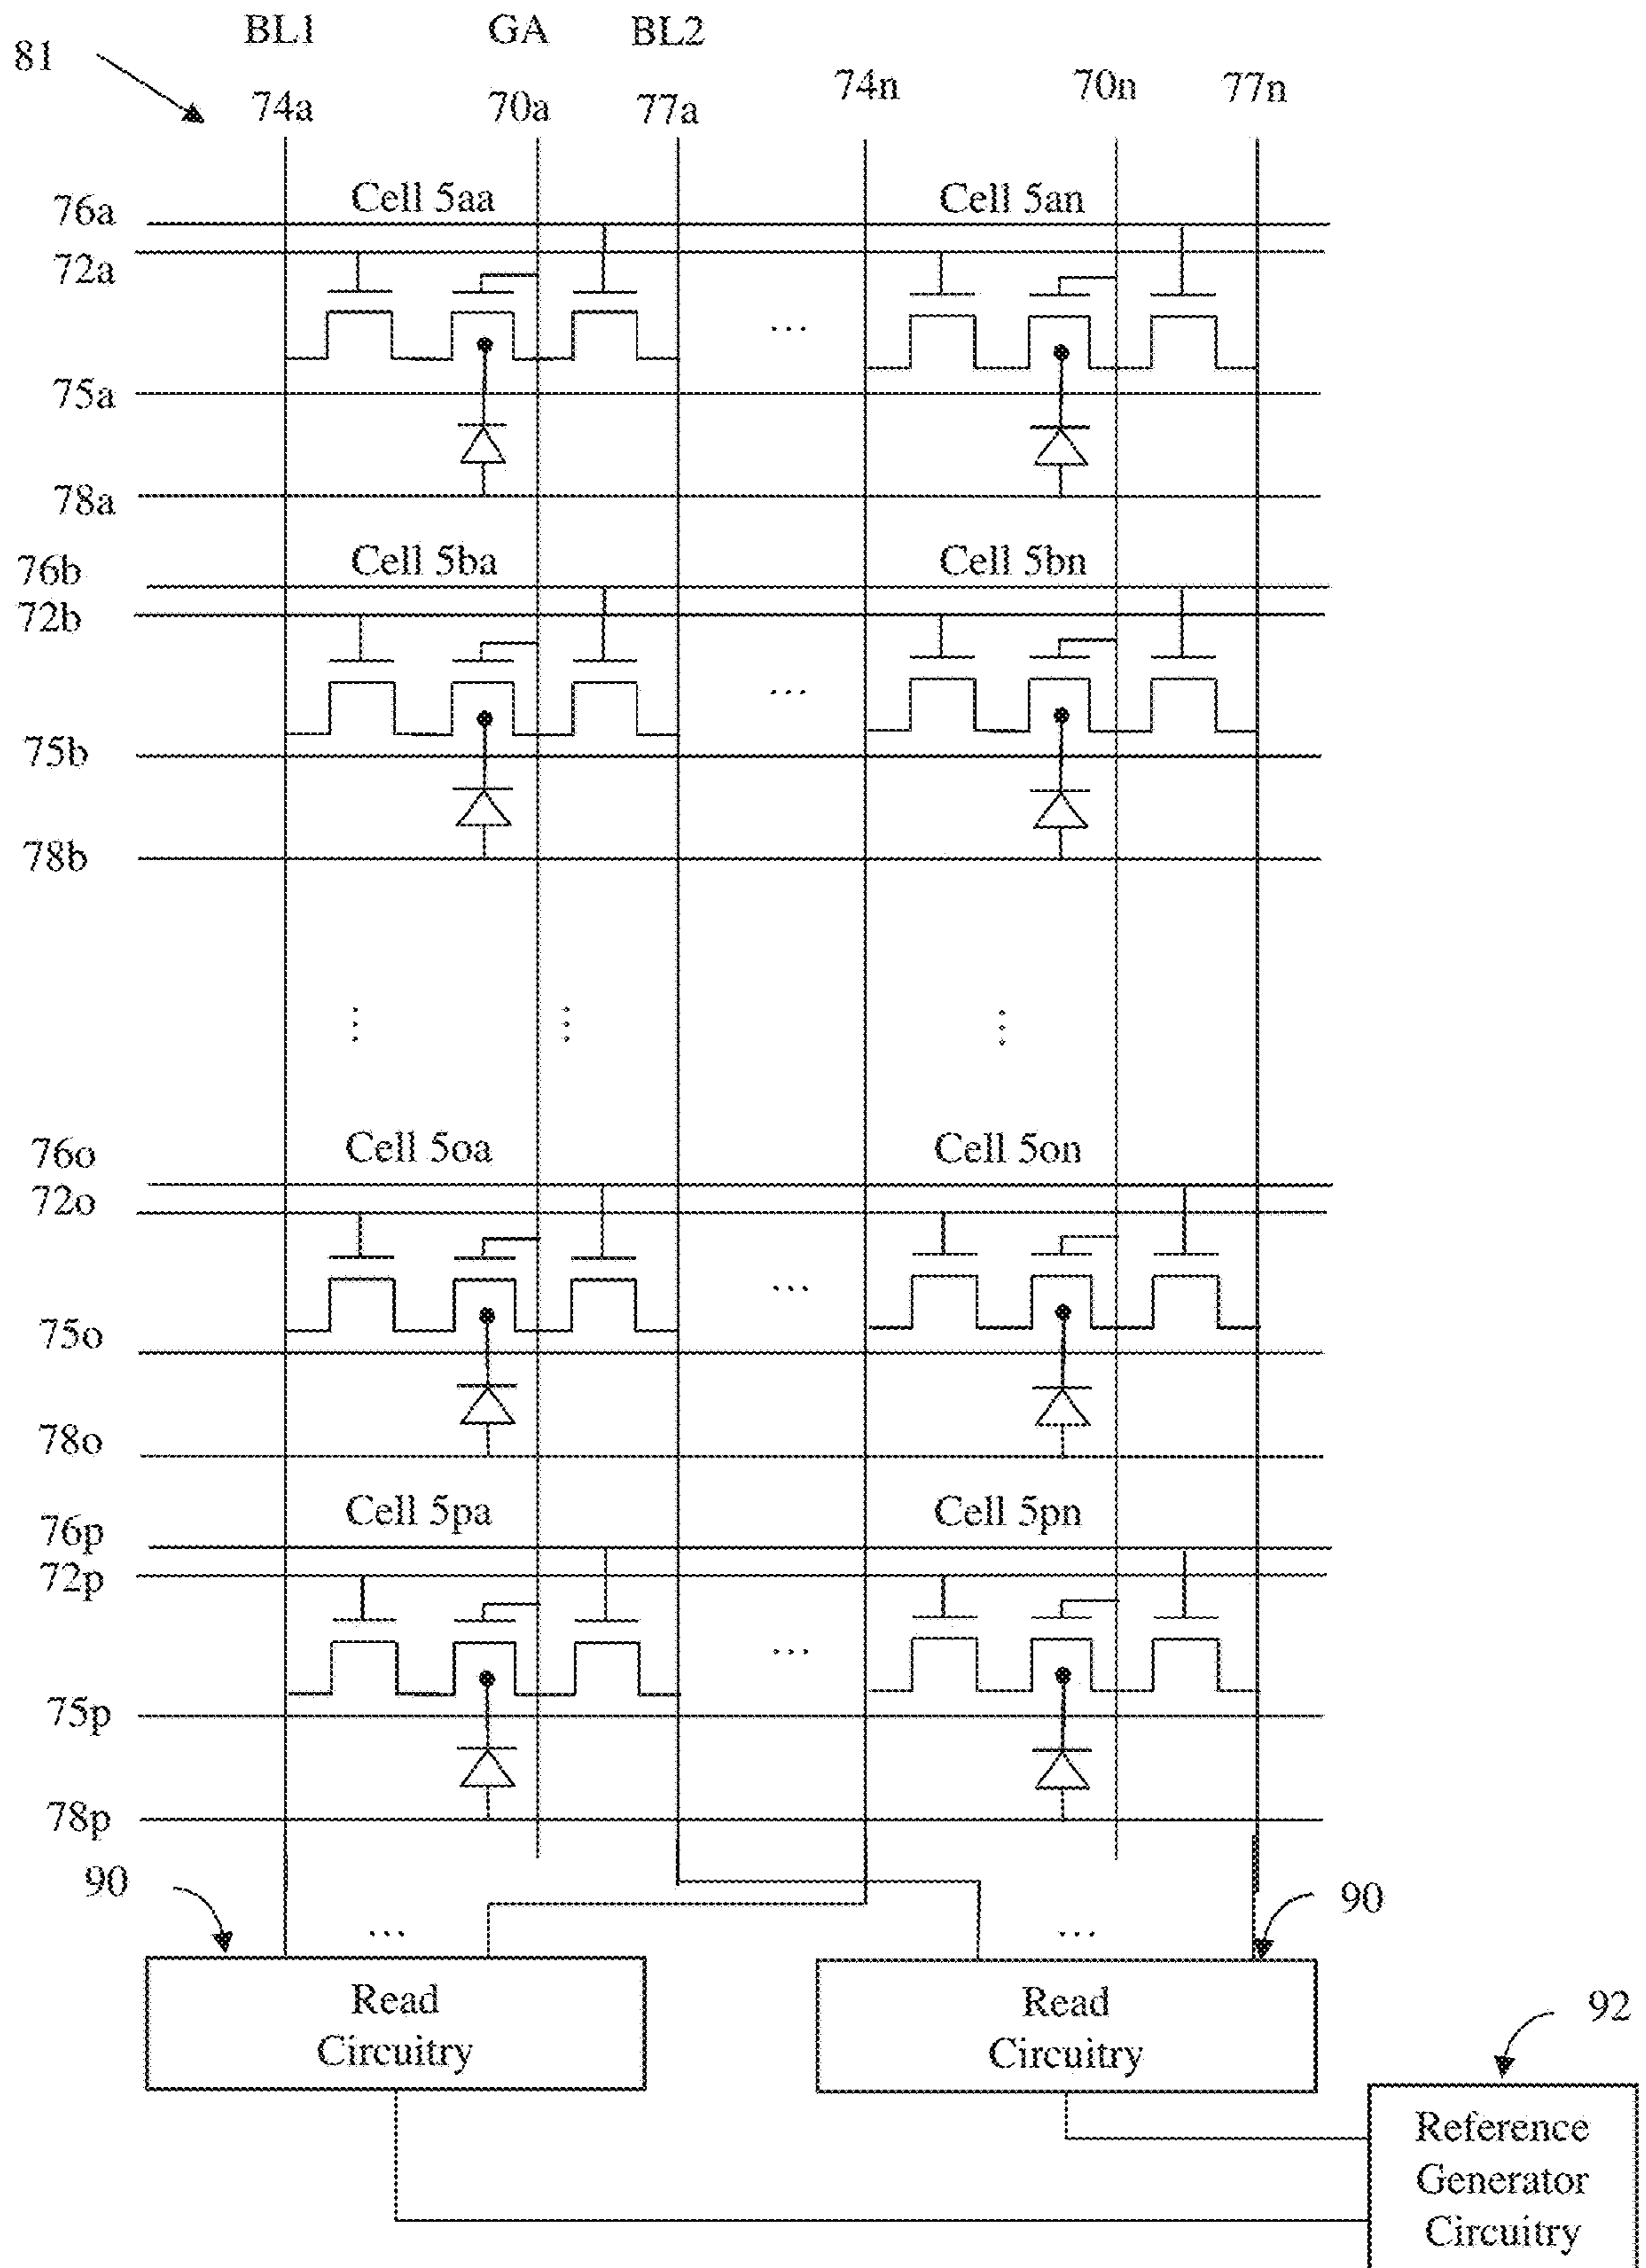 81
BL1 GA BL2
74a 70a 77a 74n 70n 77n
76a Cell 5aa Cell 5an
72a
...
75a
78a
76b Cell 5ba Cell 5bn
72b
...
75b
78b
... ... ...
76o Cell 5oa Cell 5on
72o
...
75o
78o
76p Cell 5pa Cell 5pn
72p
...
75p
78p
90 ... ... 90
Read
Circuitry
Read
Circuitry
92
Reference
Generator
Circuitry